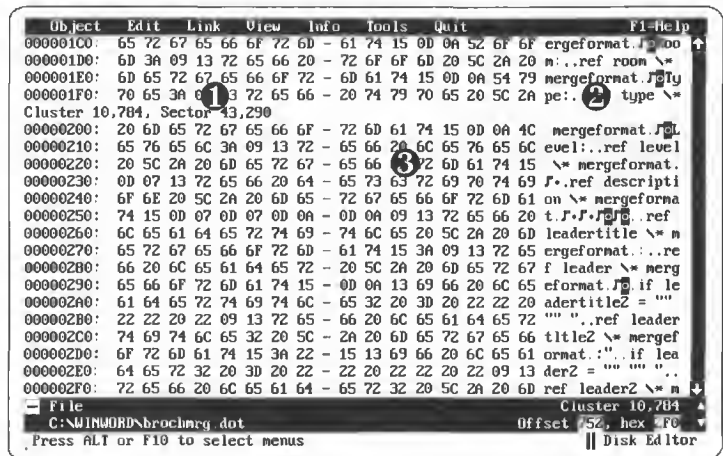 Object Edit Link View Info Tools Quit F1=Help
000001C0: 65 72 67 65 66 6F 72 6D - 61 74 15 0D 0A 52 6F 6F ergeformat.♪◙oo
000001D0: 6D 3A 09 13 72 65 66 20 - 72 6F 6F 6D 20 5C 2A 20 m:..ref room \*
000001E0: 6D 65 72 67 65 66 6F 72 - 6D 61 74 15 0D 0A 54 79 mergeformat.♪◙Ty
000001F0: 70 65 3A 1 3 72 65 66 - 20 74 79 70 65 20 5C 2A pe:. 2 type \*
Cluster 10,784, Sector 43,290
00000200: 20 6D 65 72 67 65 66 6F - 72 6D 61 74 15 0D 0A 4C mergeformat.♪◙L
00000210: 65 76 65 6C 3A 09 13 72 - 65 66 20 6C 65 76 65 6C evel:..ref level
00000220: 20 5C 2A 20 6D 65 72 67 - 65 66 3 72 6D 61 74 15 \* mergeformat.
00000230: 0D 07 13 72 65 66 20 64 - 65 73 63 72 69 70 74 69 ♪•.ref descripti
00000240: 6F 6E 20 5C 2A 20 6D 65 - 72 67 65 66 6F 72 6D 61 on \* mergeforma
00000250: 74 15 0D 07 0D 07 0D 0A - 0D 0A 09 13 72 65 66 20 t.♪•♪•♪◙♪◙..ref
00000260: 6C 65 61 64 65 72 74 69 - 74 6C 65 20 5C 2A 20 6D leadertitle \* m
00000270: 65 72 67 65 66 6F 72 6D - 61 74 15 3A 09 13 72 65 ergeformat.:..re
00000280: 66 20 6C 65 61 64 65 72 - 20 5C 2A 20 6D 65 72 67 f leader \* merg
00000290: 65 66 6F 72 6D 61 74 15 - 0D 0A 13 69 66 20 6C 65 eformat.♪◙.if le
000002A0: 61 64 65 72 74 69 74 6C - 65 32 20 3D 20 22 22 20 adertitle2 = ""
000002B0: 22 22 20 22 09 13 72 65 - 66 20 6C 65 61 64 65 72 "" "..ref leader
000002C0: 74 69 74 6C 65 32 20 5C - 2A 20 6D 65 72 67 65 66 title2 \* mergef
000002D0: 6F 72 6D 61 74 15 3A 22 - 15 13 69 66 20 6C 65 61 ormat.:"..if lea
000002E0: 64 65 72 32 20 3D 20 22 - 22 20 22 22 20 22 09 13 der2 = "" "" "..
000002F0: 72 65 66 20 6C 65 61 64 - 65 72 32 20 5C 2A 20 6D ref leader2 \* m
File Cluster 10,784
C:\WINWORD\brochmrg.dot Offset 752, hex 2F0
Press ALT or F10 to select menus Disk Editor